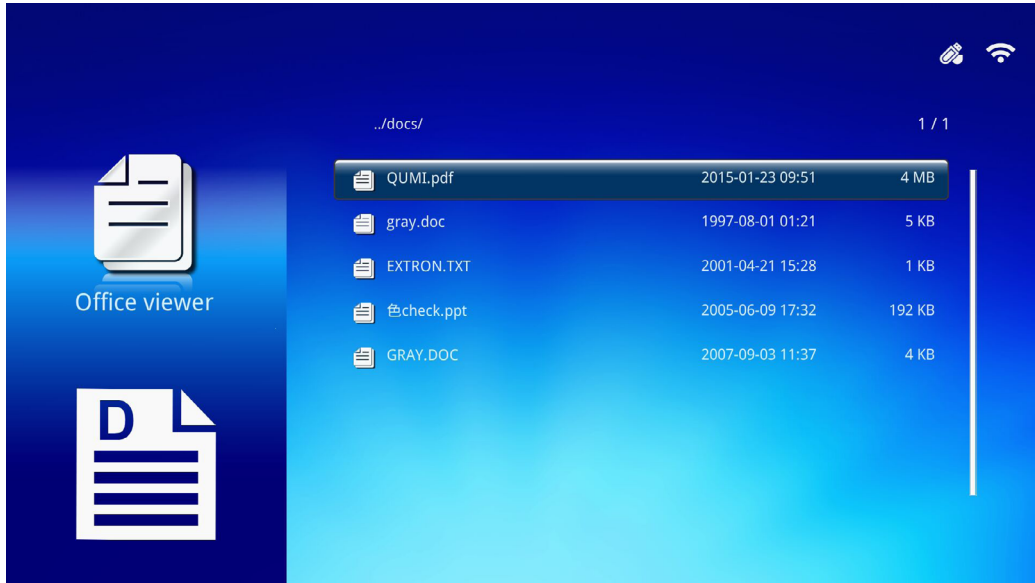 ../docs/ 1 / 1
QUMI.pdf 2015-01-23 09:51 4 MB
gray.doc 1997-08-01 01:21 5 KB
EXTRON.TXT 2001-04-21 15:28 1 KB
色check.ppt 2005-06-09 17:32 192 KB
GRAY.DOC 2007-09-03 11:37 4 KB
Office viewer
D